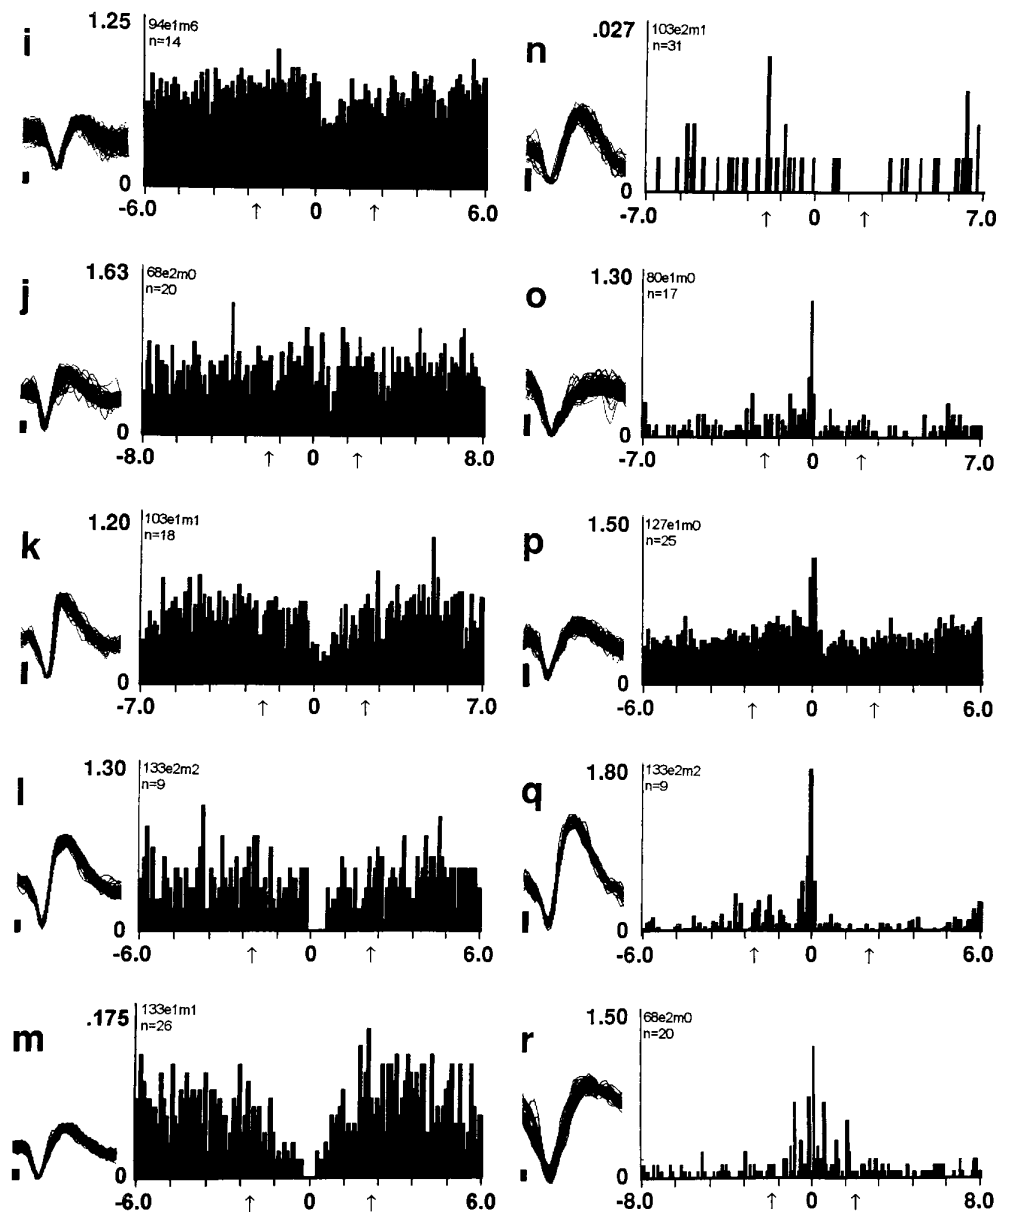 i
1.25
94e1m6
n=14
0
-6.0 ↑ 0 ↑ 6.0
j
1.63
68e2m0
n=20
0
-8.0 ↑ 0 ↑ 8.0
k
1.20
103e1m1
n=18
0
-7.0 ↑ 0 ↑ 7.0
l
1.30
133e2m2
n=9
0
-6.0 ↑ 0 ↑ 6.0
m
.175
133e1m1
n=26
0
-6.0 ↑ 0 ↑ 6.0
n
.027
103e2m1
n=31
0
-7.0 ↑ 0 ↑ 7.0
o
1.30
80e1m0
n=17
0
-7.0 ↑ 0 ↑ 7.0
p
1.50
127e1m0
n=25
0
-6.0 ↑ 0 ↑ 6.0
q
1.80
133e2m2
n=9
0
-6.0 ↑ 0 ↑ 6.0
r
1.50
68e2m0
n=20
0
-8.0 ↑ 0 ↑ 8.0